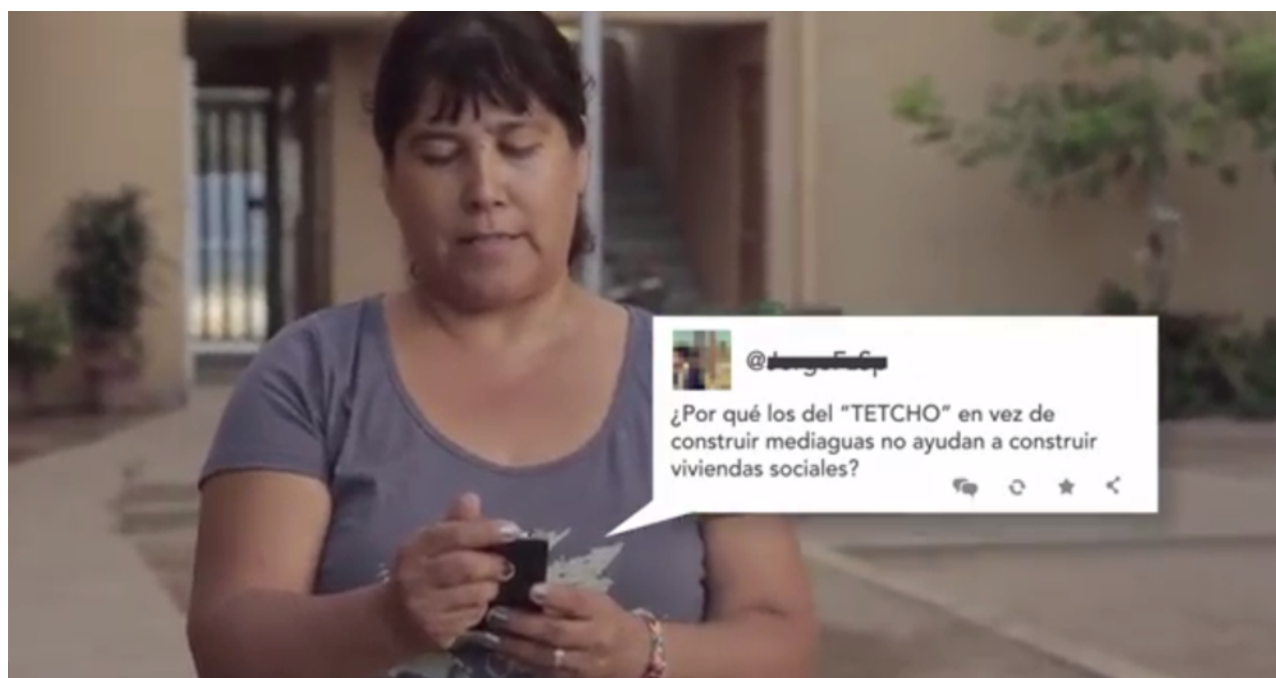 @
¿Por qué los del “TETCHO” en vez de
construir mediaguas no ayudan a construir
viviendas sociales?